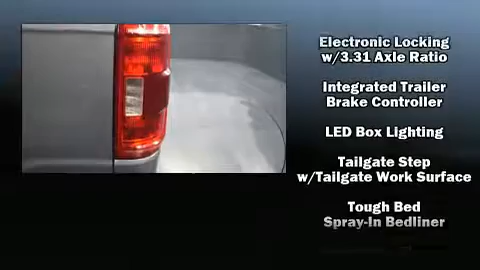 Electronic Locking
w/3.31 Axle Ratio
Integrated Trailer
Brake Controller
LED Box Lighting
Tailgate Step
w/Tailgate Work Surface
Tough Bed
Spray-In Bedliner